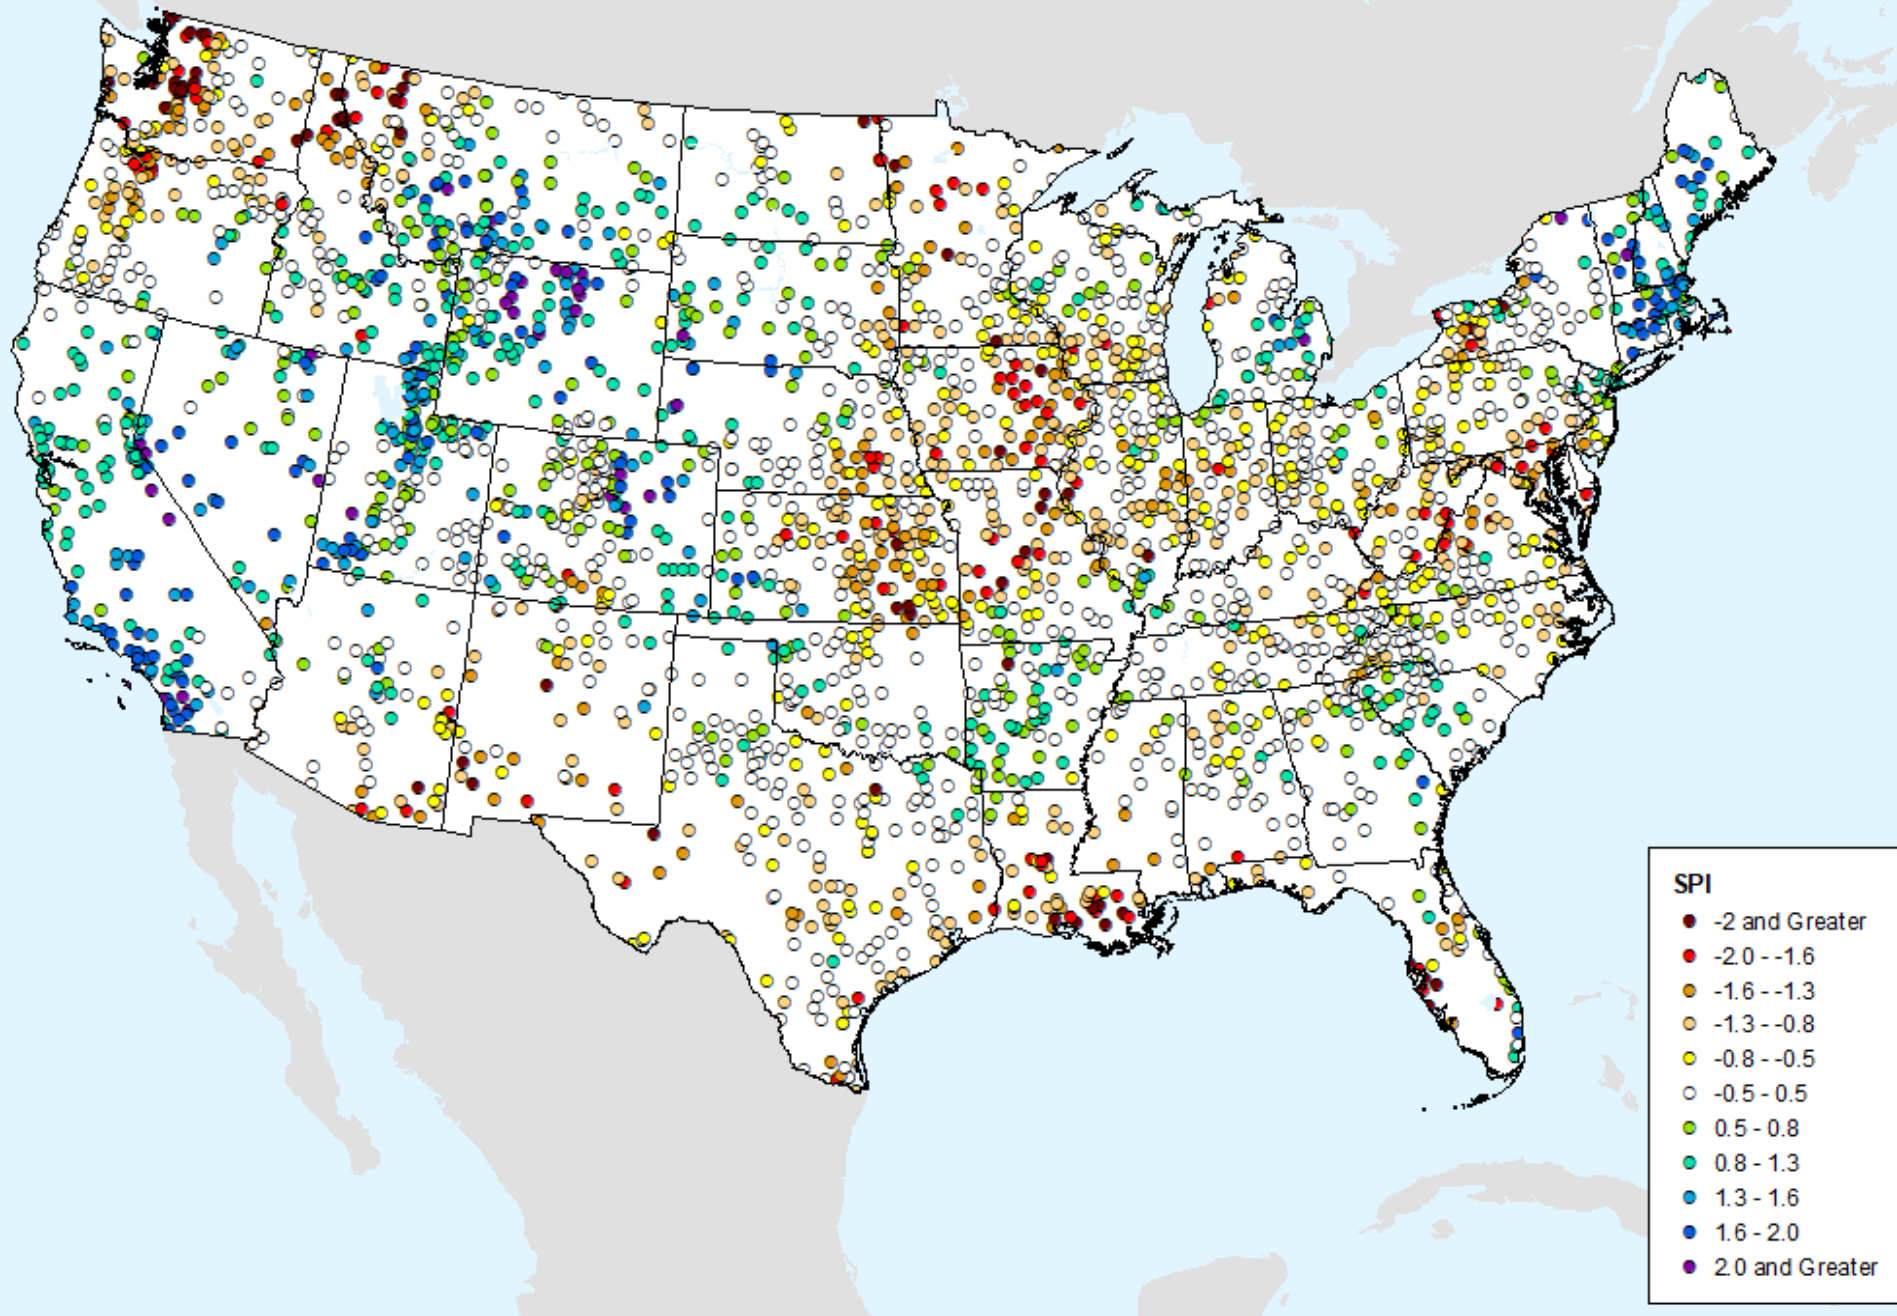 SPI
-2 and Greater
-2.0 - -1.6
-1.6 - -1.3
-1.3 - -0.8
-0.8 - -0.5
-0.5 - 0.5
0.5 - 0.8
0.8 - 1.3
1.3 - 1.6
1.6 - 2.0
2.0 and Greater